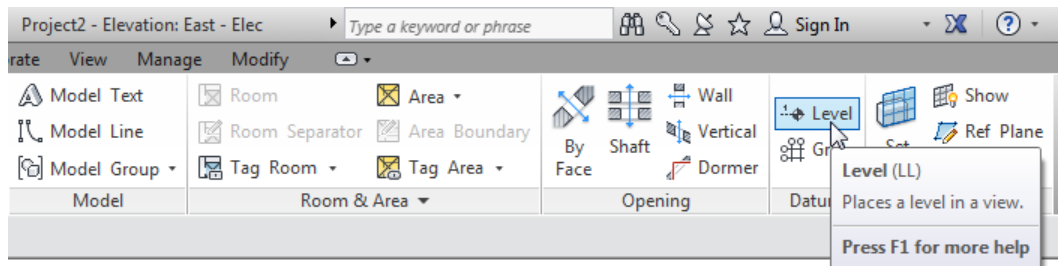 Project2 - Elevation: East - Elec Type a keyword or phrase Sign In
rate View Manage Modify
Model Text Room Area Wall Level Show
Model Line Room Separator Area Boundary By Face Shaft Vertical Ref Plane
Model Group Tag Room Tag Area Dormer
Model Room & Area Opening
Level (LL)
Places a level in a view.
Press F1 for more help